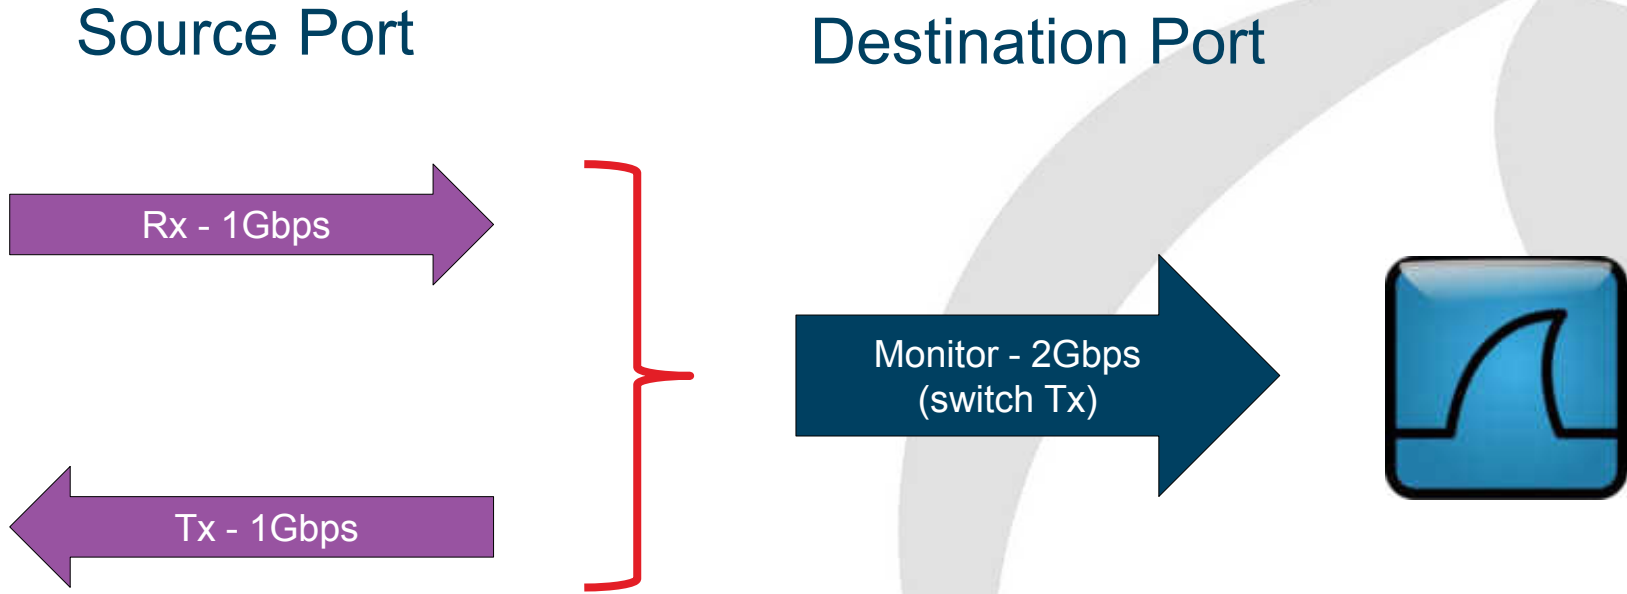 Source Port
Destination Port
Rx - 1Gbps
Monitor - 2Gbps
(switch Tx)
Tx - 1Gbps